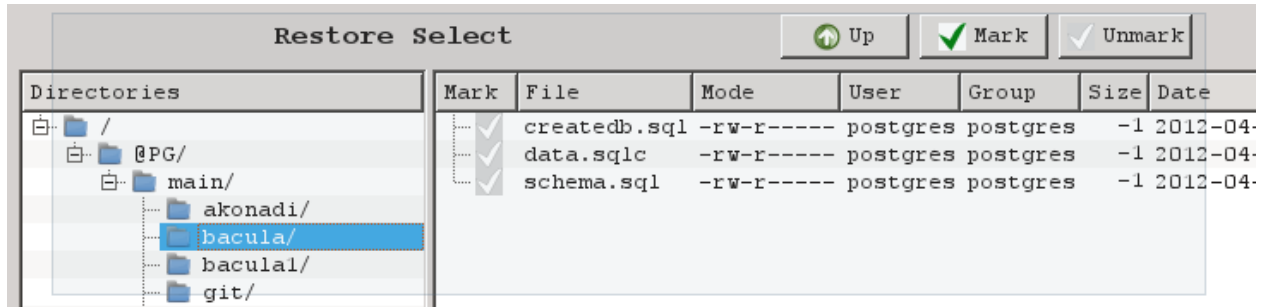 Restore Select Up Mark Unmark
Directories Mark File Mode User Group Size Date
/ createdb.sql -rw-r----- postgres postgres -1 2012-04-
@PG/ data.sqlc -rw-r----- postgres postgres -1 2012-04-
main/ schema.sql -rw-r----- postgres postgres -1 2012-04-
akonadi/
bacula/
bacula1/
git/